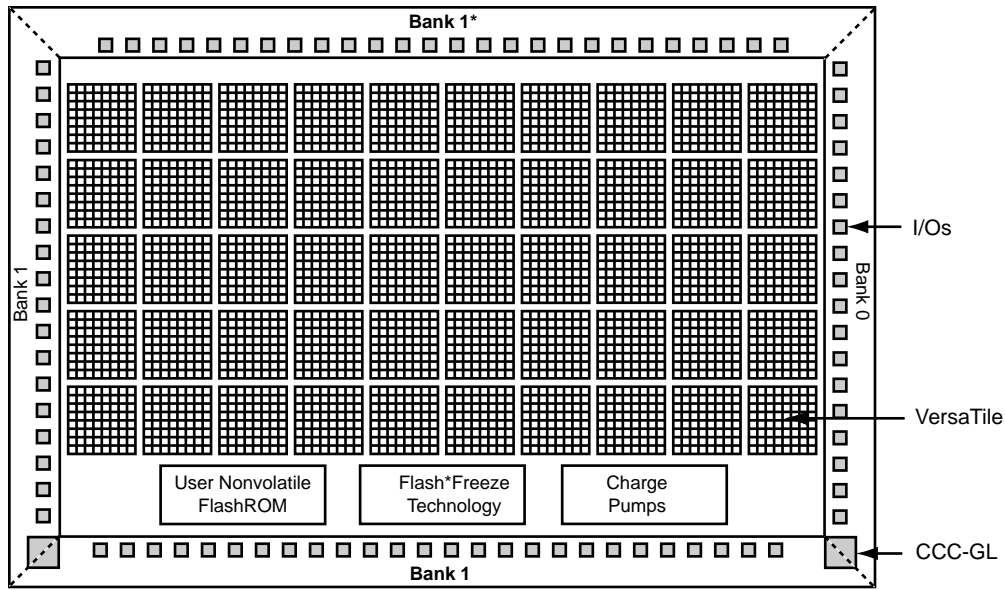 Bank 1*
I/Os
Bank 1
Bank 0
VersaTile
User Nonvolatile
FlashROM
Flash*Freeze
Technology
Charge
Pumps
CCC-GL
Bank 1